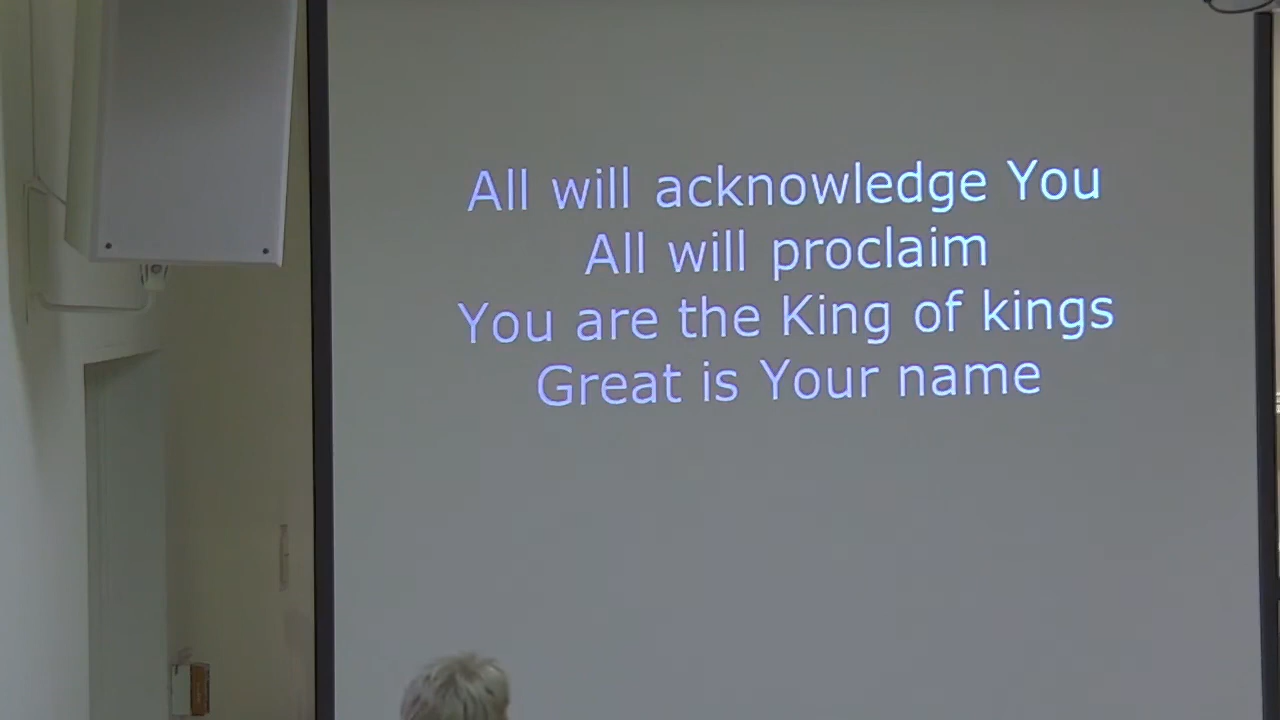 All will acknowledge You
All will proclaim
You are the King of kings
Great is Your name